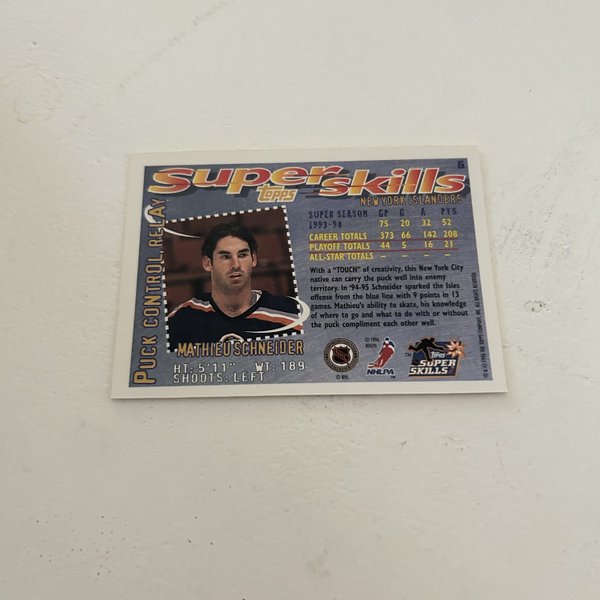 6
Super skills
topps
NEW YORK ISLANDERS
PUCK CONTROL RELAY
SUPER SEASON GP G A PTS
1993-94 75 20 32 52
CAREER TOTALS 373 66 142 208
PLAYOFF TOTALS 44 5 16 21
ALL-STAR TOTALS – – – –
With a "TOUCH" of creativity, this New York City
native can carry the puck well into enemy
territory. In '94-95 Schneider sparked the Isles
offense from the blue line with 9 points in 13
games. Mathieu's ability to skate, his knowledge
of where to go and what to do with or without
the puck compliment each other well.
MATHIEU SCHNEIDER
HT: 5'11" WT: 189
SHOOTS: LEFT
© NHL
© 1996
NHLPA
NHLPA
™
topps
SUPER
SKILLS